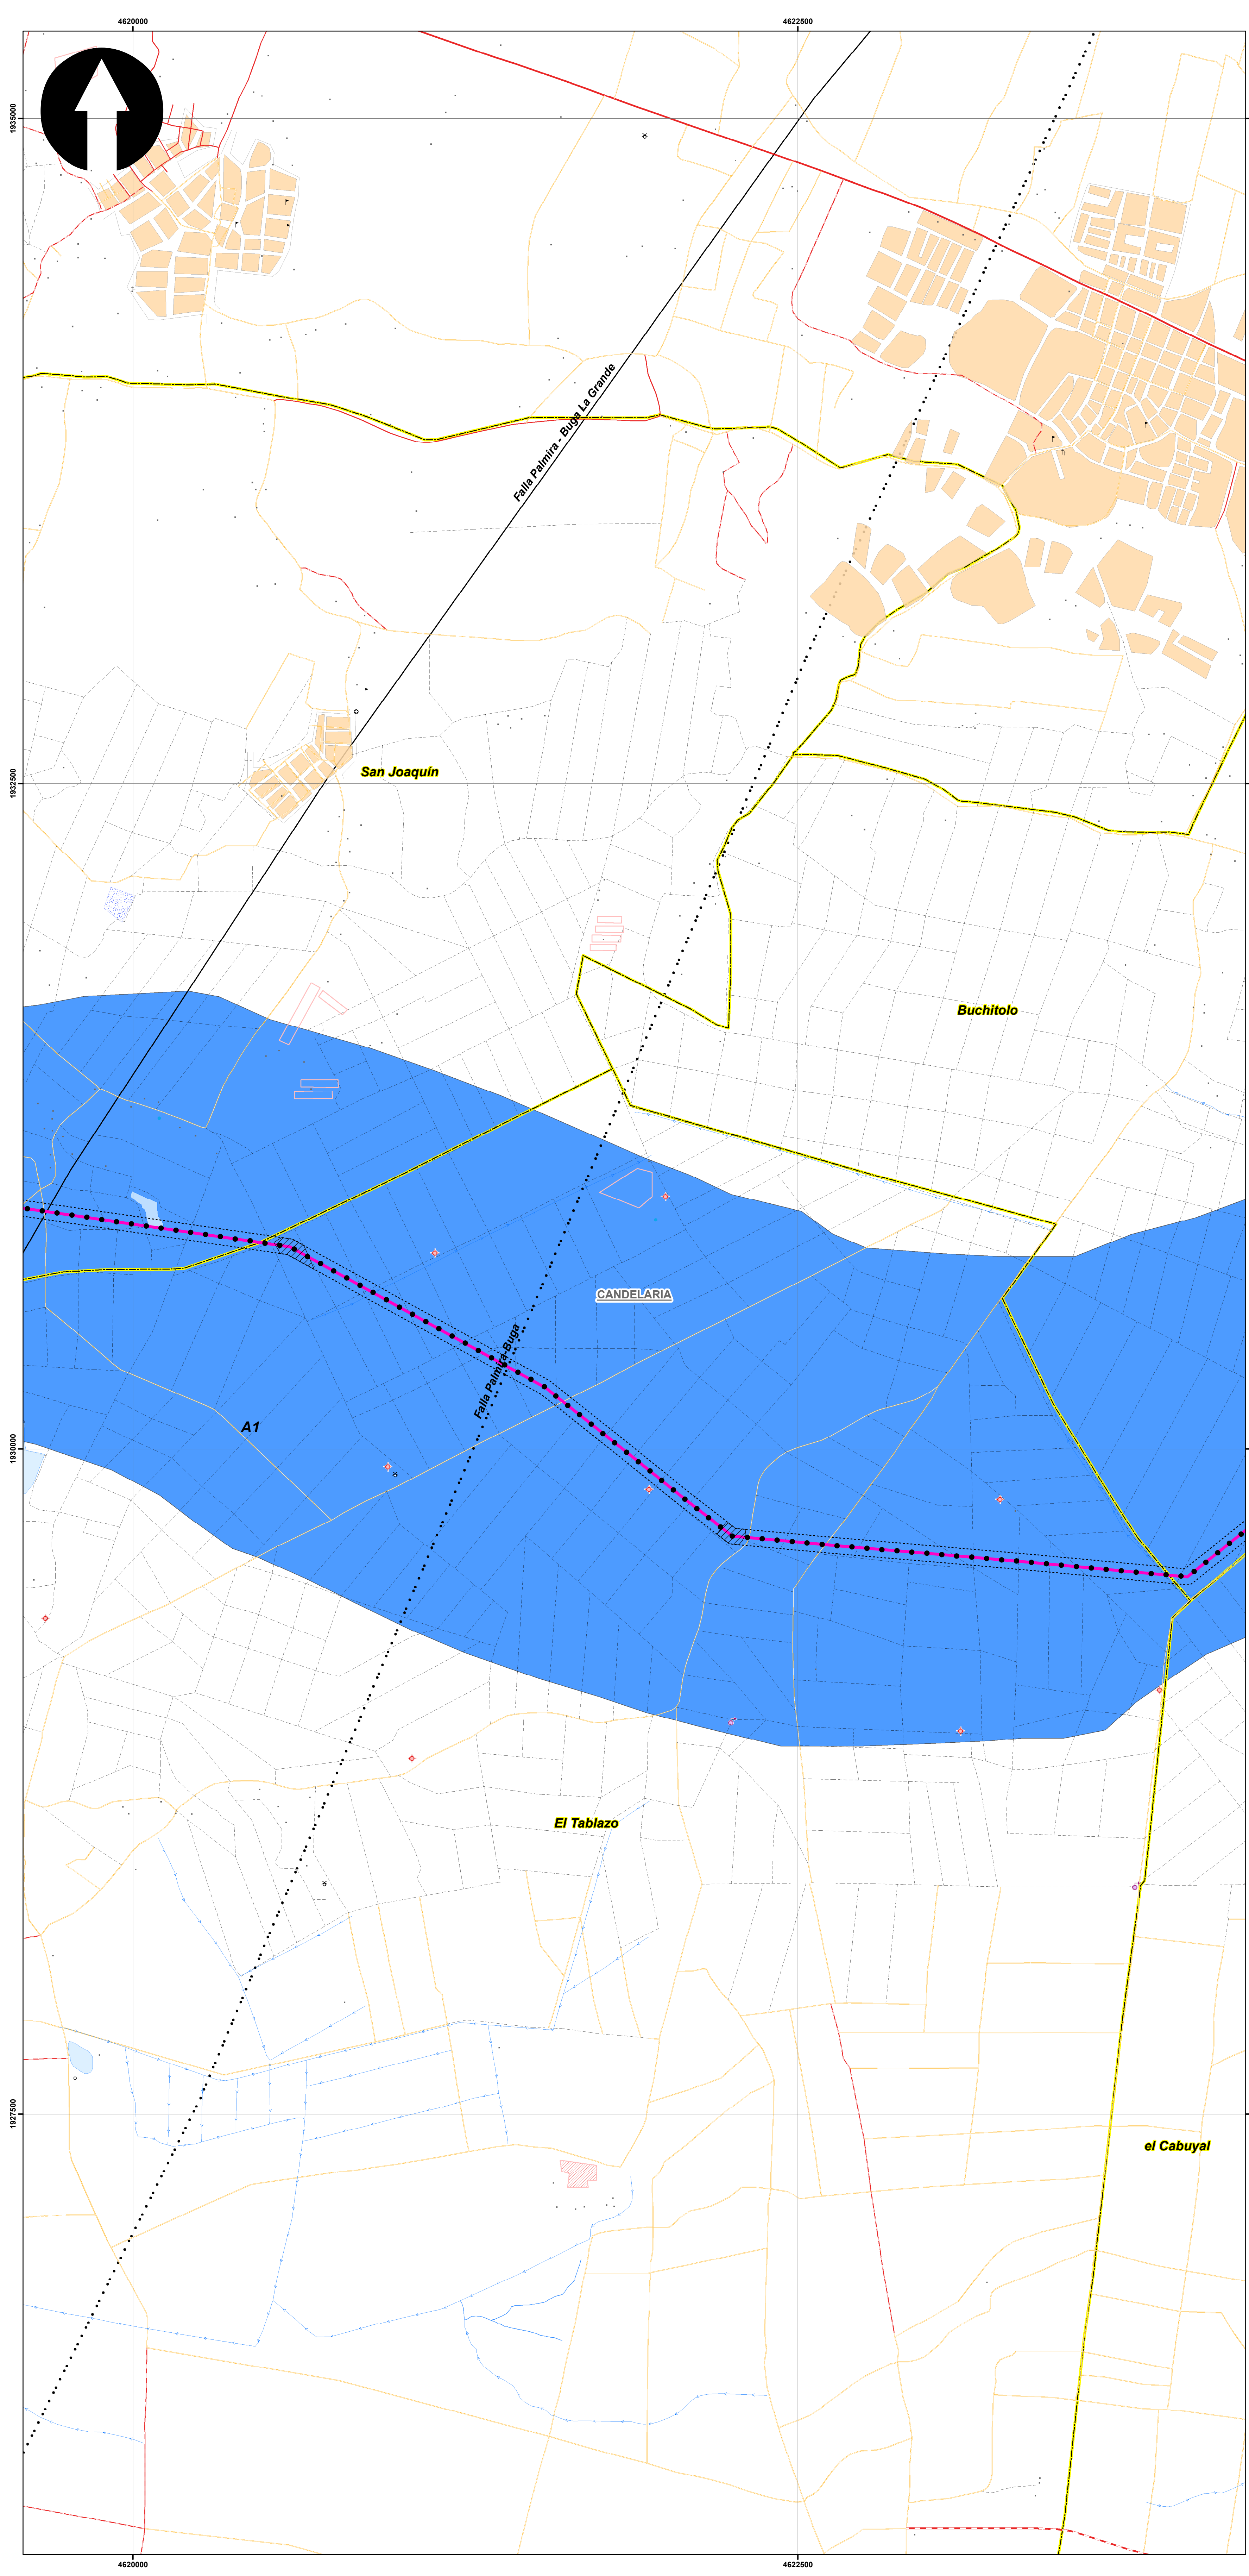 4620000
4622500
1935000
Falla Palmira - Buga La Grande
1932500
San Joaquín
Buchitolo
CANDELARIA
Falla Palmira-Buga
A1
1930000
El Tablazo
1927500
el Cabuyal
4620000
4622500